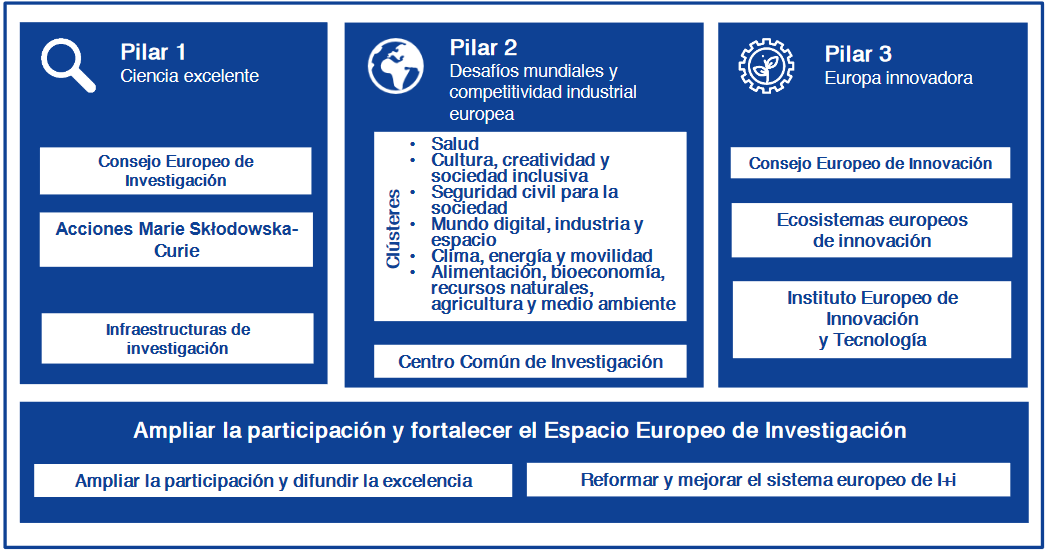 Pilar 1
Ciencia excelente
Consejo Europeo de
Investigación
Acciones Marie Skłodowska-
Curie
Infraestructuras de
investigación
Pilar 2
Desafíos mundiales y
competitividad industrial
europea
Clústeres
• Salud
• Cultura, creatividad y
sociedad inclusiva
• Seguridad civil para la
sociedad
• Mundo digital, industria y
espacio
• Clima, energía y movilidad
• Alimentación, bioeconomía,
recursos naturales,
agricultura y medio ambiente
Centro Común de Investigación
Pilar 3
Europa innovadora
Consejo Europeo de Innovación
Ecosistemas europeos
de innovación
Instituto Europeo de
Innovación
y Tecnología
Ampliar la participación y fortalecer el Espacio Europeo de Investigación
Ampliar la participación y difundir la excelencia
Reformar y mejorar el sistema europeo de I+i